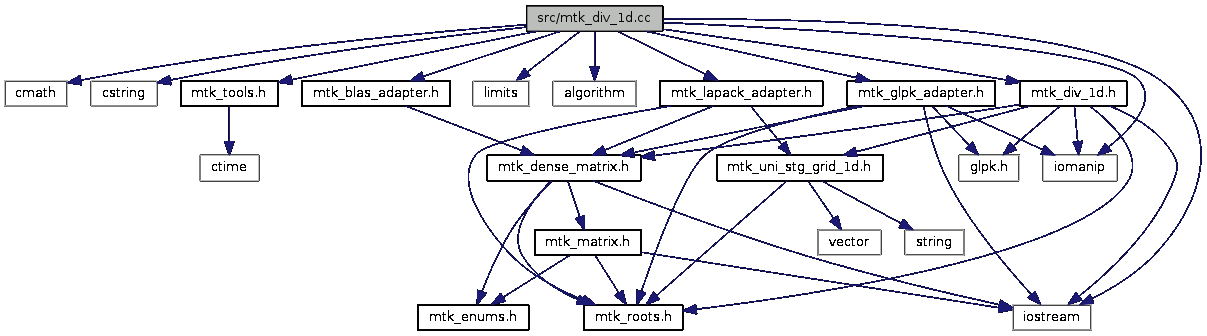 src/mtk_div_1d.cc
cmath
cstring
mtk_tools.h
mtk_blas_adapter.h
limits
algorithm
mtk_lapack_adapter.h
mtk_glpk_adapter.h
mtk_div_1d.h
ctime
mtk_dense_matrix.h
mtk_uni_stg_grid_1d.h
glpk.h
iomanip
mtk_matrix.h
vector
string
mtk_enums.h
mtk_roots.h
iostream